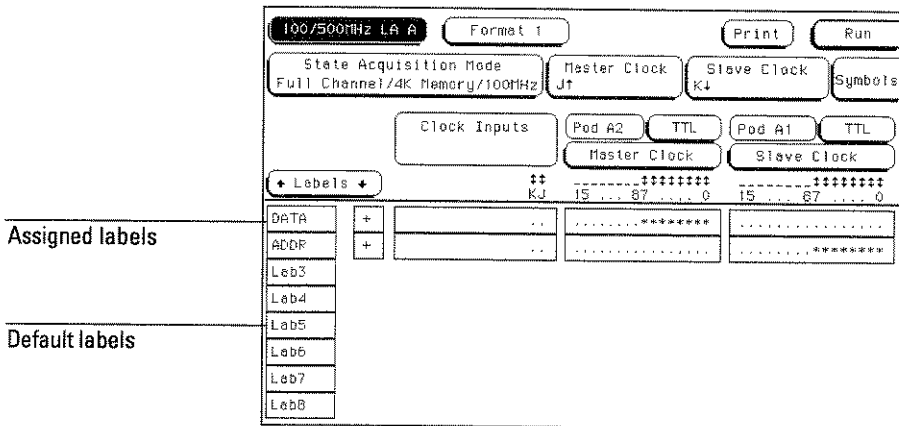 100/500MHz LA A Format 1 Print Run
State Acquisition Mode Master Clock Slave Clock Symbols
Full Channel/4K Memory/100MHz J↑ K↓
Clock Inputs Pod A2 TTL Pod A1 TTL
Master Clock Slave Clock
+ Labels + ↕↕ ________↕↕↕↕↕↕↕↕ ________↕↕↕↕↕↕↕↕
KJ 15 ... 87 .... 0 15 ... 87 .... 0
DATA + .. ........******** ................
Assigned labels
ADDR + .. ................ ........********
Lab3
Lab4
Lab5
Default labels
Lab6
Lab7
Lab8